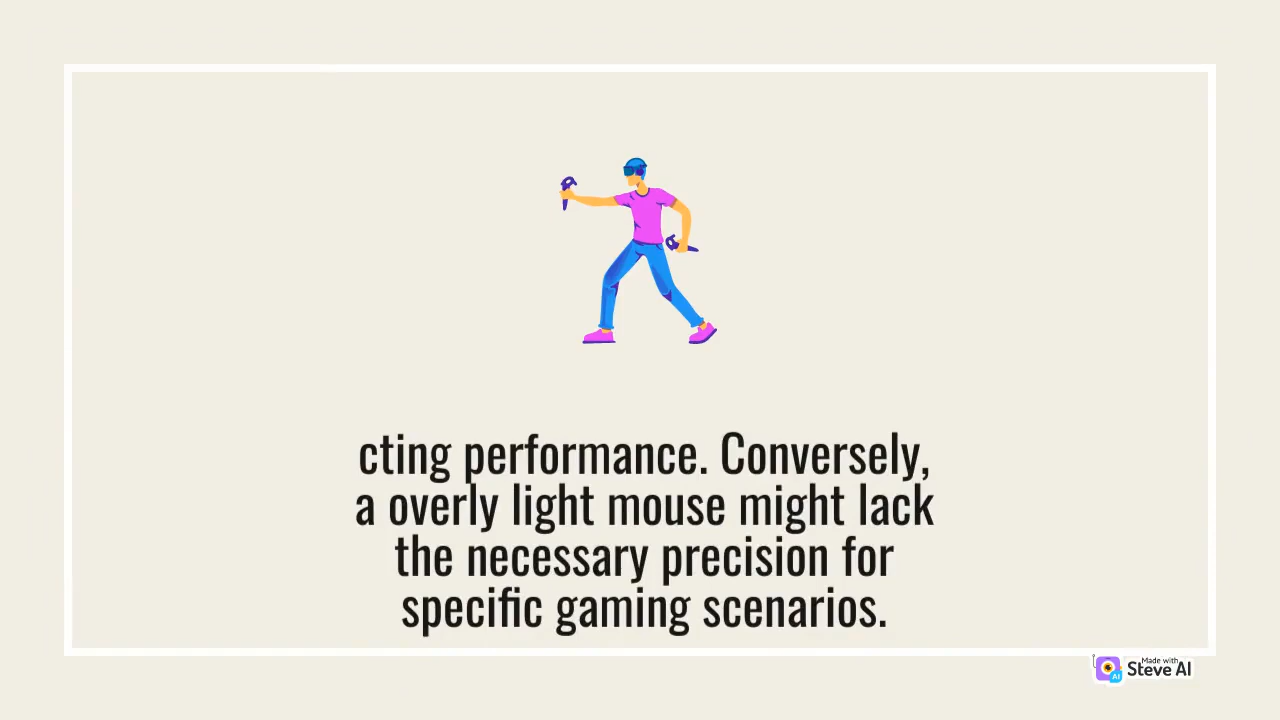 cting performance. Conversely,
a overly light mouse might lack
the necessary precision for
specific gaming scenarios.
Made with
Steve AI
AI